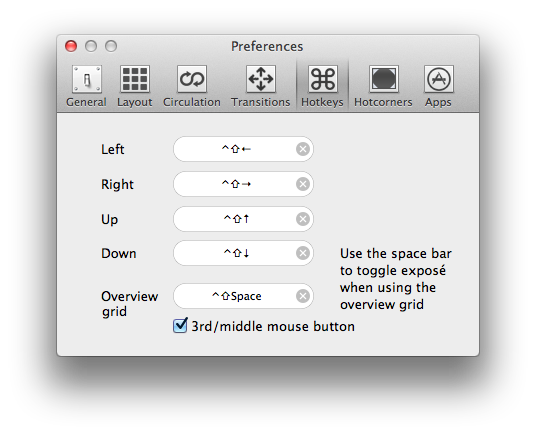 Preferences
General Layout Circulation Transitions Hotkeys Hotcorners Apps
Left ^⇧←
Right ^⇧→
Up ^⇧↑
Down ^⇧↓
Use the space bar
to toggle exposé
when using the
overview grid
Overview
grid
^⇧Space
3rd/middle mouse button